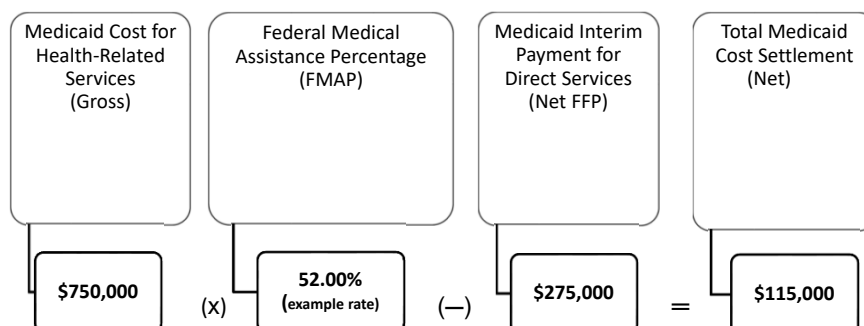 Medicaid Cost for
Health-Related
Services
(Gross)
Federal Medical
Assistance Percentage
(FMAP)
Medicaid Interim
Payment for
Direct Services
(Net FFP)
Total Medicaid
Cost Settlement
(Net)
$750,000
(x)
52.00%
(example rate)
(—)
$275,000
=
$115,000